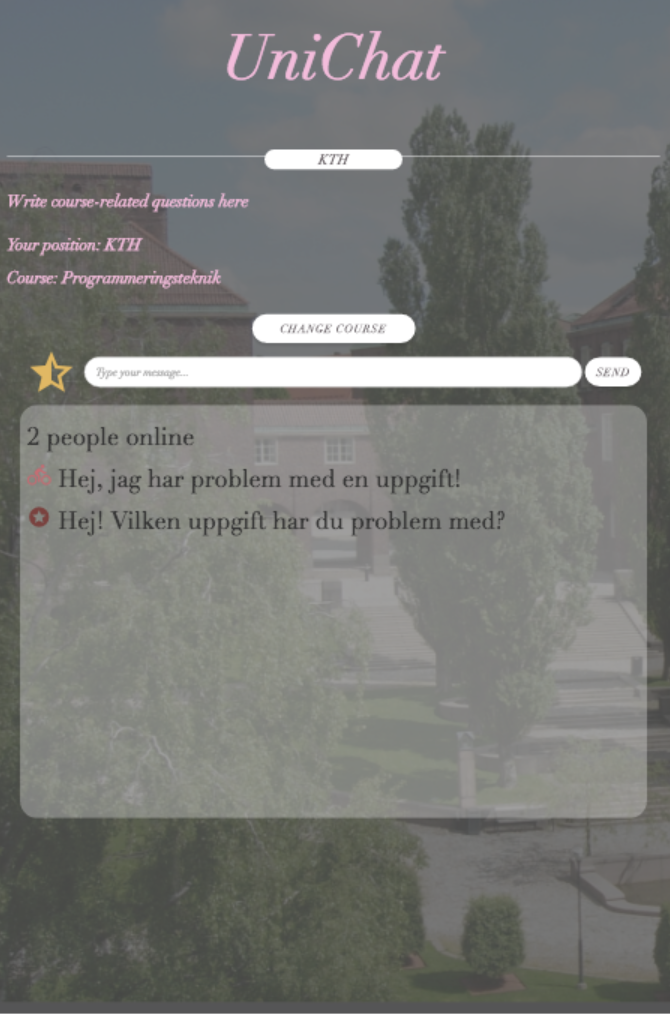 UniChat
KTH
Write course-related questions here
Your position: KTH
Course: Programmeringsteknik
CHANGE COURSE
Type your message...
SEND
2 people online
Hej, jag har problem med en uppgift!
Hej! Vilken uppgift har du problem med?